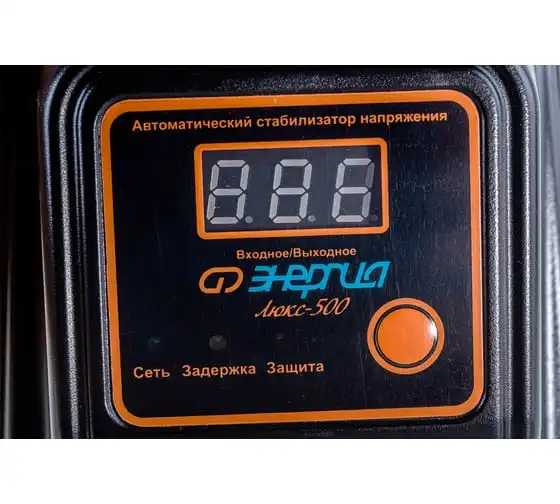 Автоматический стабилизатор напряжения
Входное/Выходное
энергия
Люкс-500
Сеть Задержка Защита